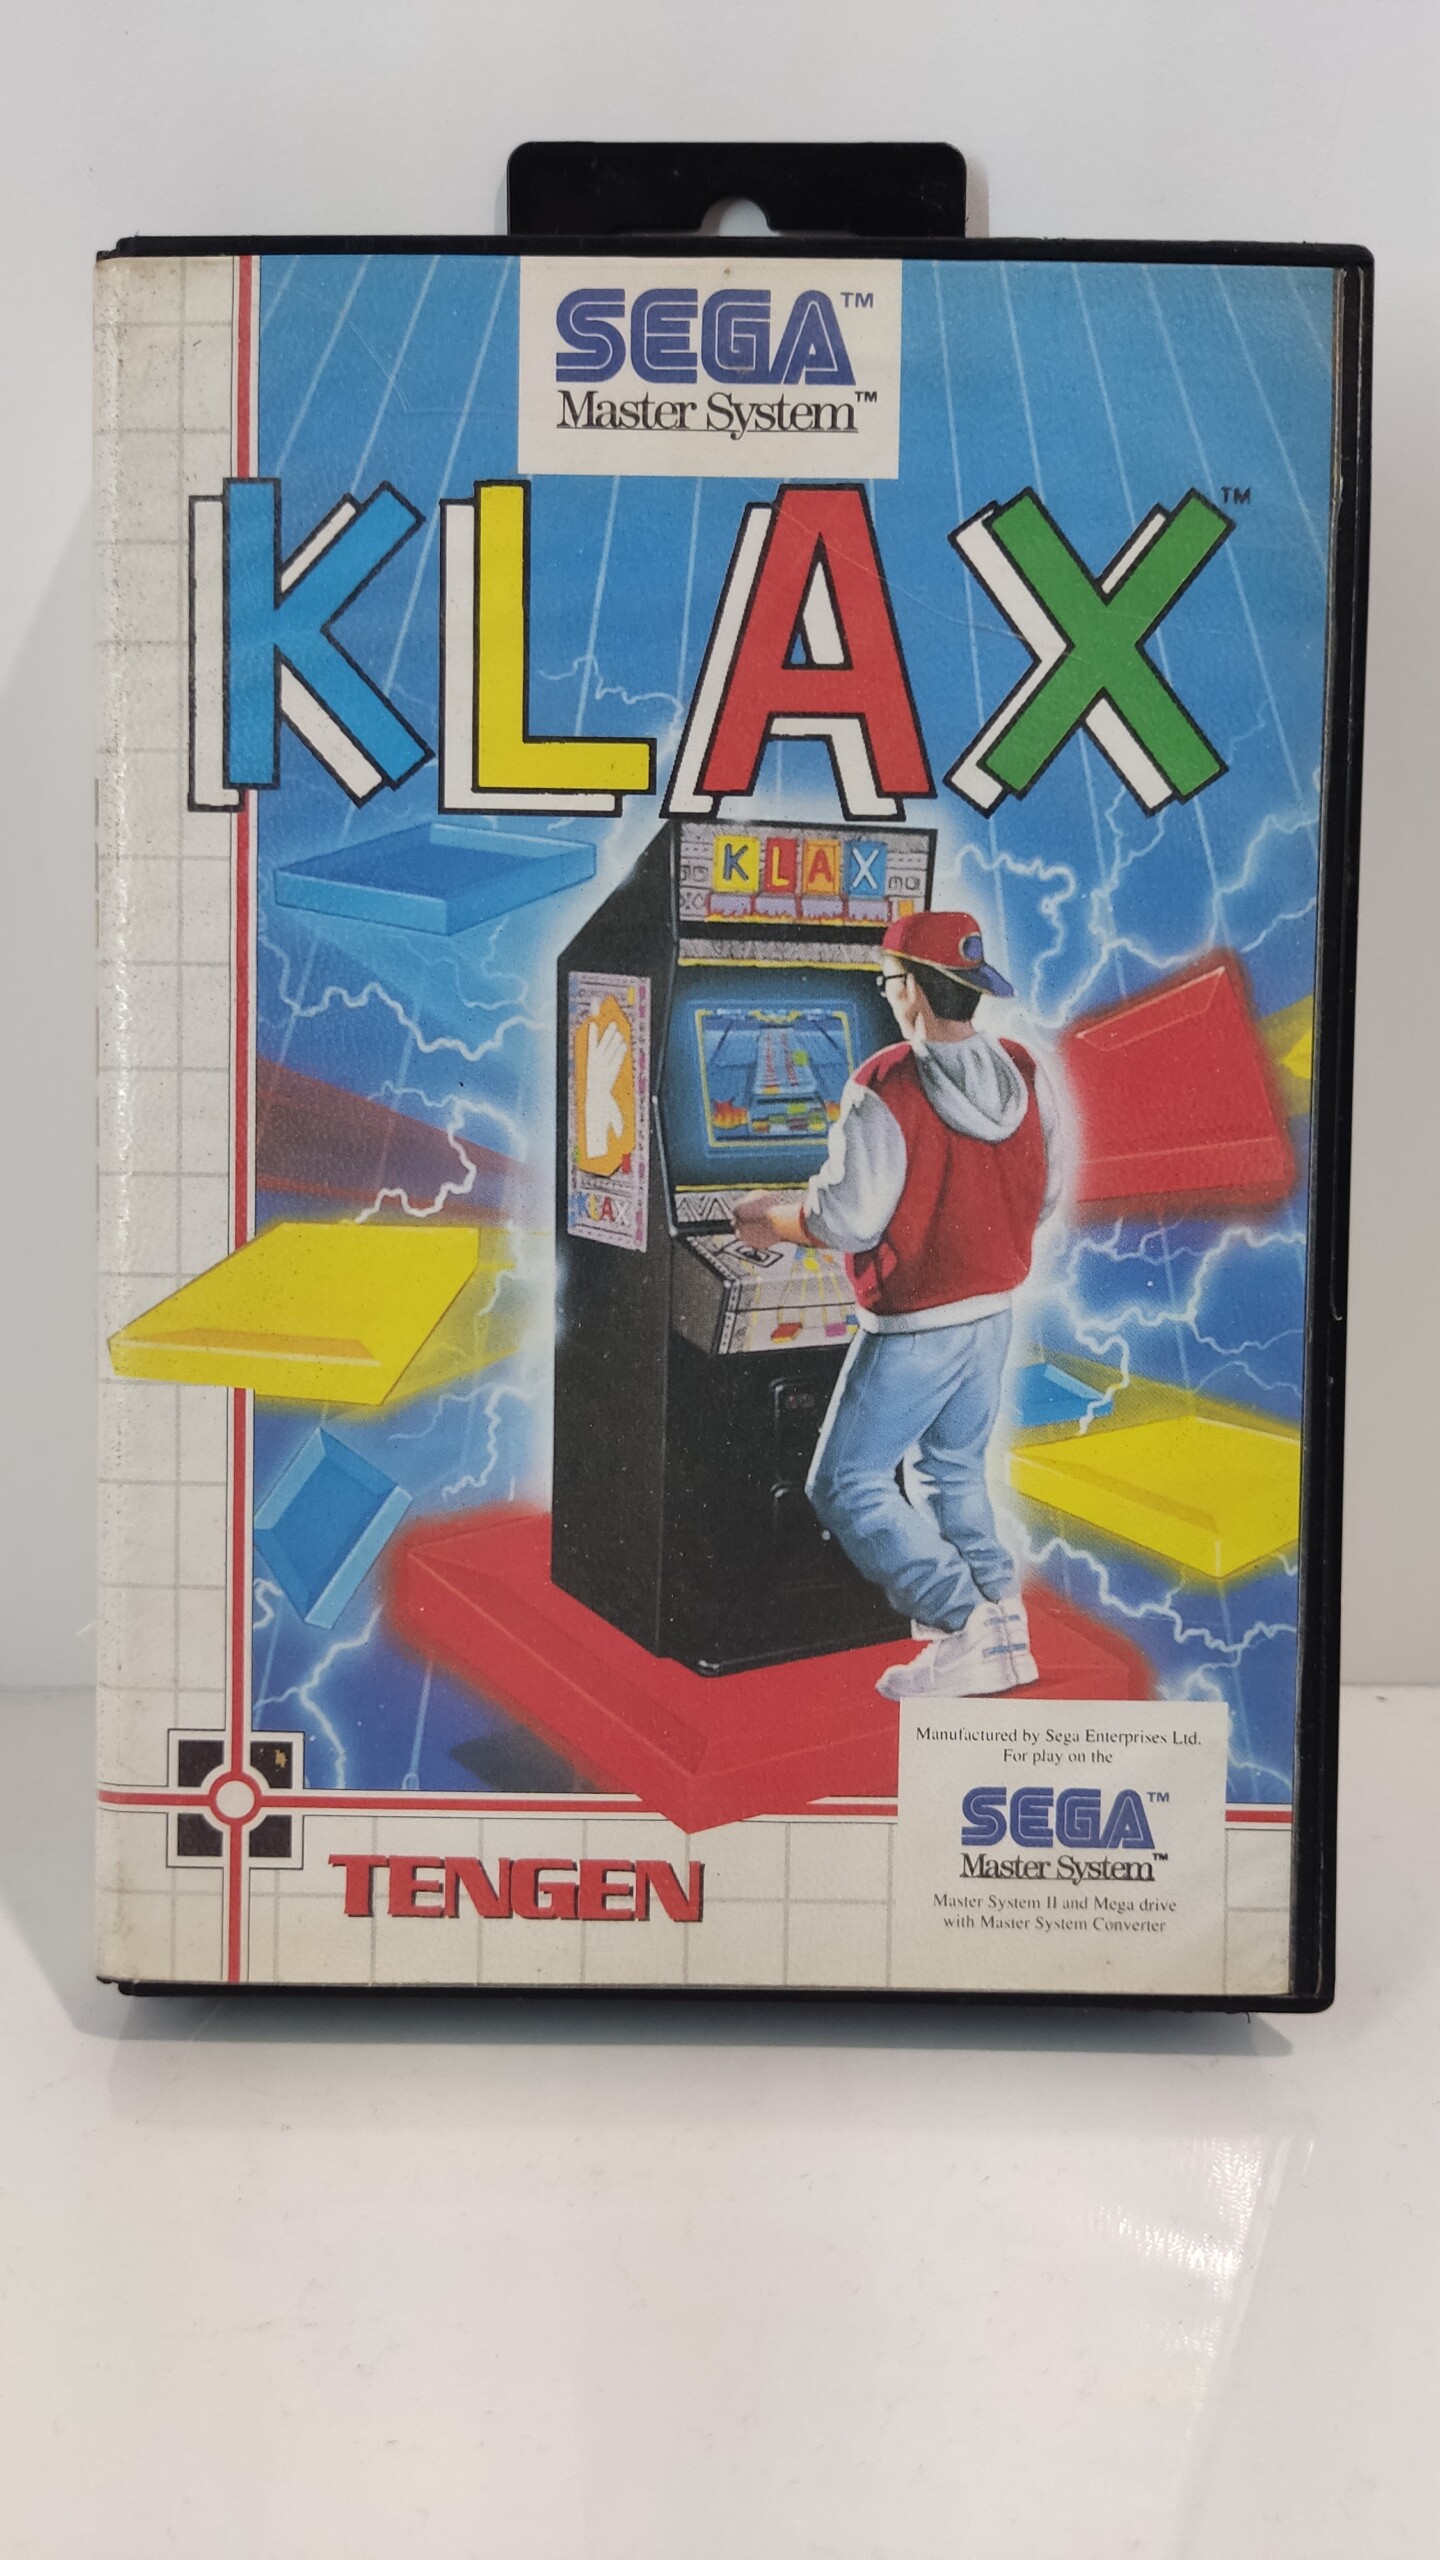 SEGA™
Master System™
KLAX™
KLAX
K
KLAX
Manufactured by Sega Enterprises Ltd.
For play on the
SEGA™
Master System™
Master System II and Mega drive
with Master System Converter
TENGEN